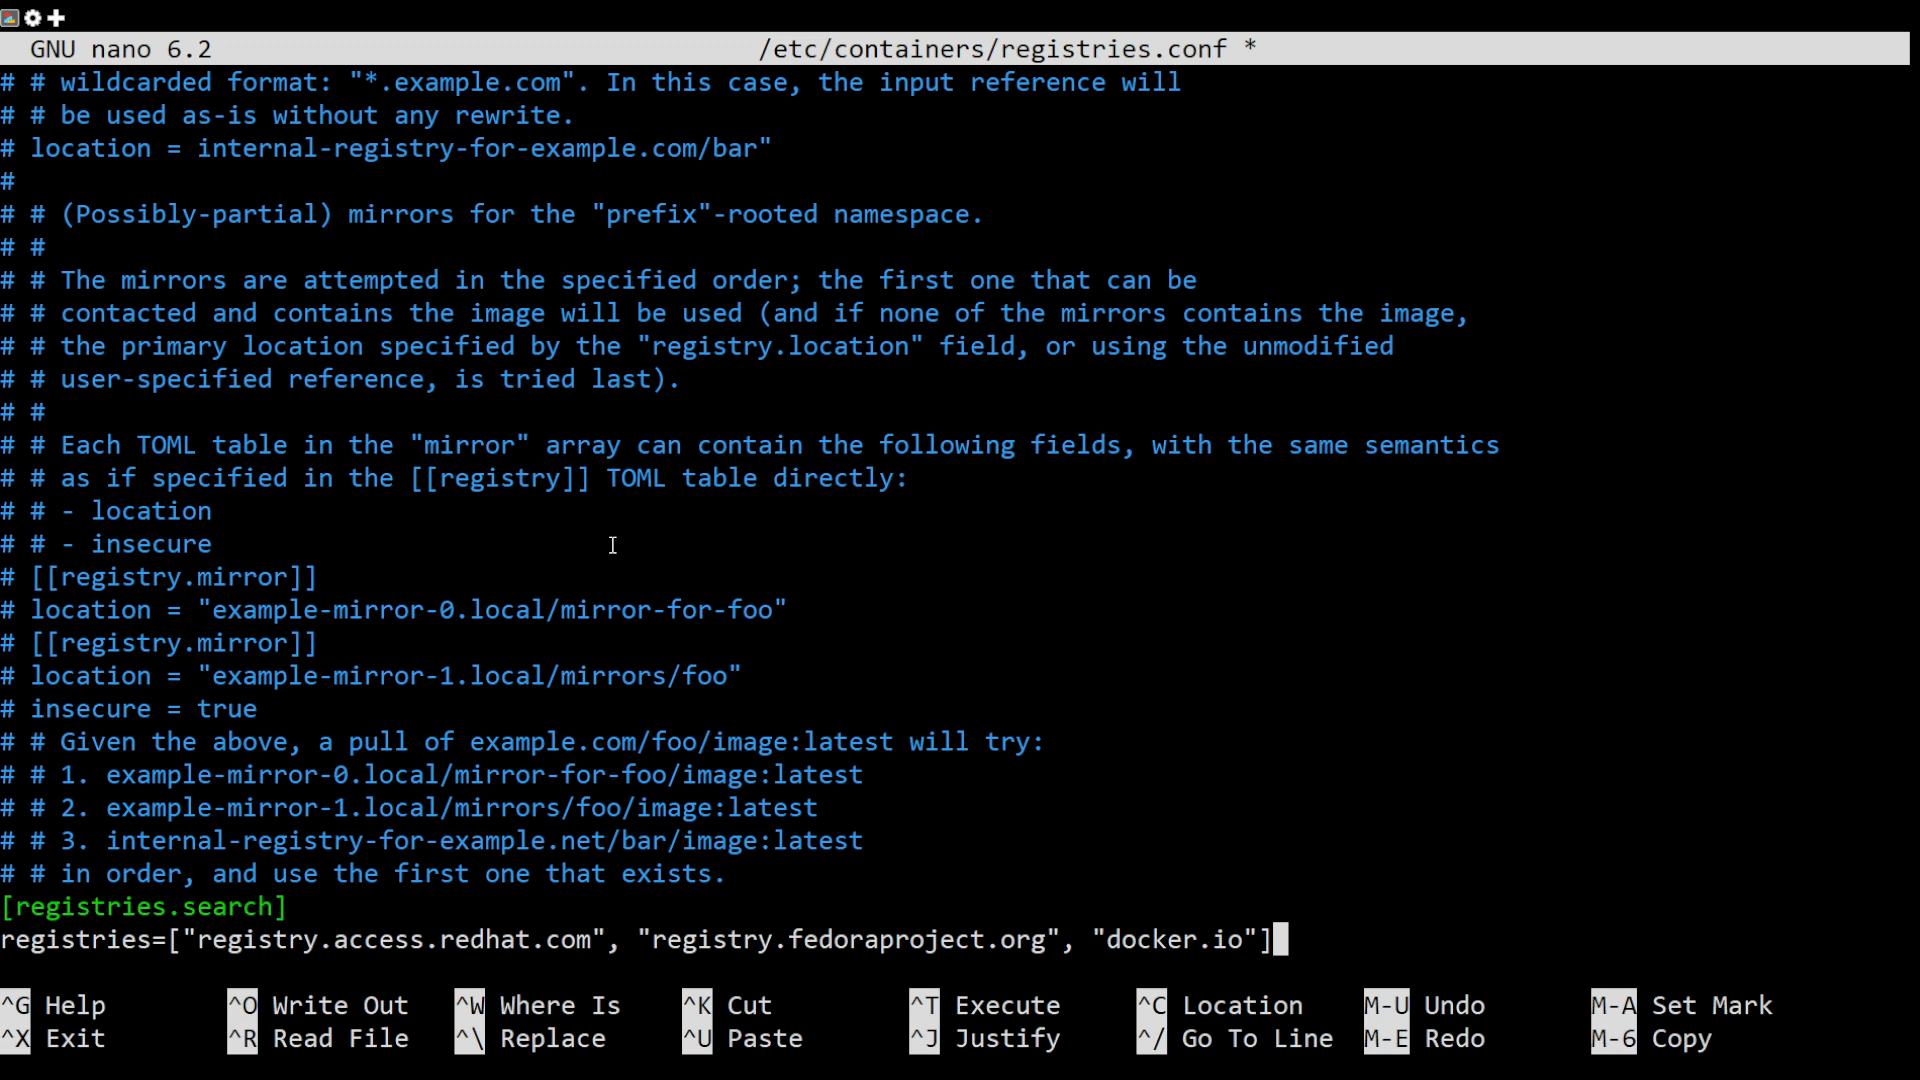 GNU nano 6.2 /etc/containers/registries.conf *
# # wildcarded format: "*.example.com". In this case, the input reference will
# # be used as-is without any rewrite.
# location = internal-registry-for-example.com/bar"
#
# # (Possibly-partial) mirrors for the "prefix"-rooted namespace.
# #
# # The mirrors are attempted in the specified order; the first one that can be
# # contacted and contains the image will be used (and if none of the mirrors contains the image,
# # the primary location specified by the "registry.location" field, or using the unmodified
# # user-specified reference, is tried last).
# #
# # Each TOML table in the "mirror" array can contain the following fields, with the same semantics
# # as if specified in the [[registry]] TOML table directly:
# # - location
# # - insecure
# [[registry.mirror]]
# location = "example-mirror-0.local/mirror-for-foo"
# [[registry.mirror]]
# location = "example-mirror-1.local/mirrors/foo"
# insecure = true
# # Given the above, a pull of example.com/foo/image:latest will try:
# # 1. example-mirror-0.local/mirror-for-foo/image:latest
# # 2. example-mirror-1.local/mirrors/foo/image:latest
# # 3. internal-registry-for-example.net/bar/image:latest
# # in order, and use the first one that exists.
[registries.search]
registries=["registry.access.redhat.com", "registry.fedoraproject.org", "docker.io"]
^G Help ^O Write Out ^W Where Is ^K Cut ^T Execute ^C Location M-U Undo M-A Set Mark
^X Exit ^R Read File ^\ Replace ^U Paste ^J Justify ^/ Go To Line M-E Redo M-6 Copy